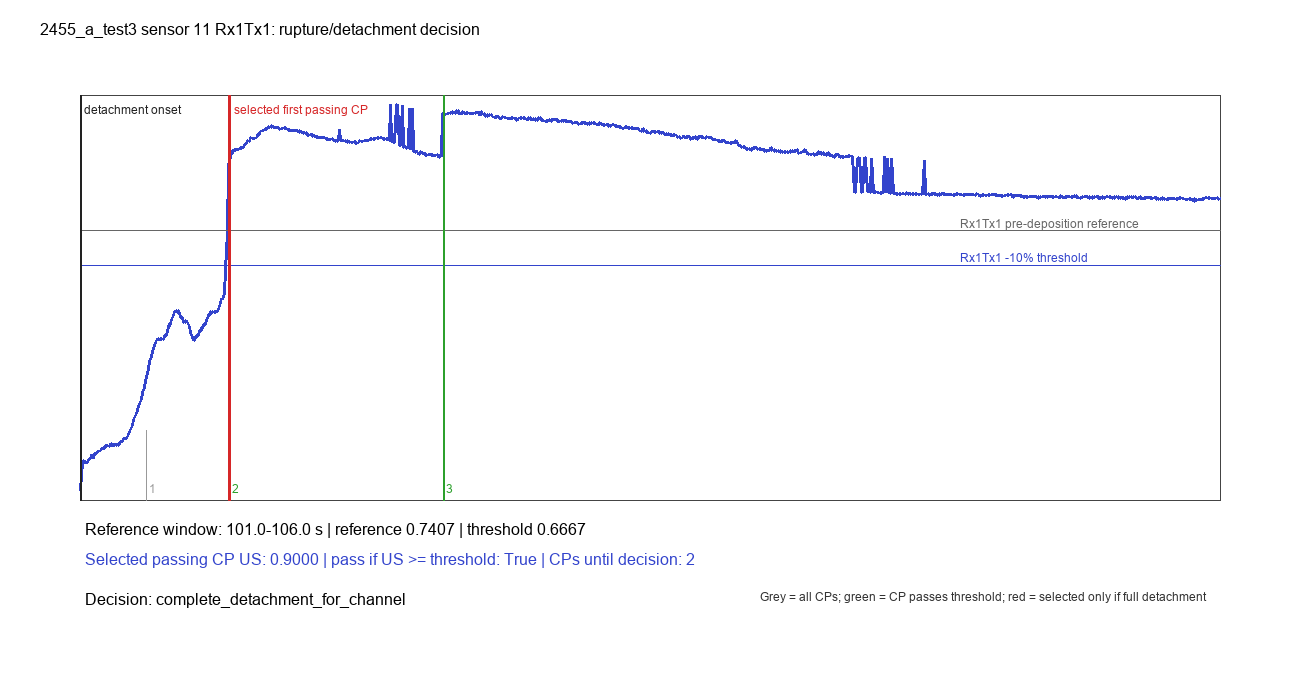 2455_a_test3 sensor 11 Rx1Tx1: rupture/detachment decision
detachment onset
selected first passing CP
Rx1Tx1 pre-deposition reference
Rx1Tx1 -10% threshold
1
2
3
Reference window: 101.0-106.0 s | reference 0.7407 | threshold 0.6667
Selected passing CP US: 0.9000 | pass if US >= threshold: True | CPs until decision: 2
Decision: complete_detachment_for_channel
Grey = all CPs; green = CP passes threshold; red = selected only if full detachment